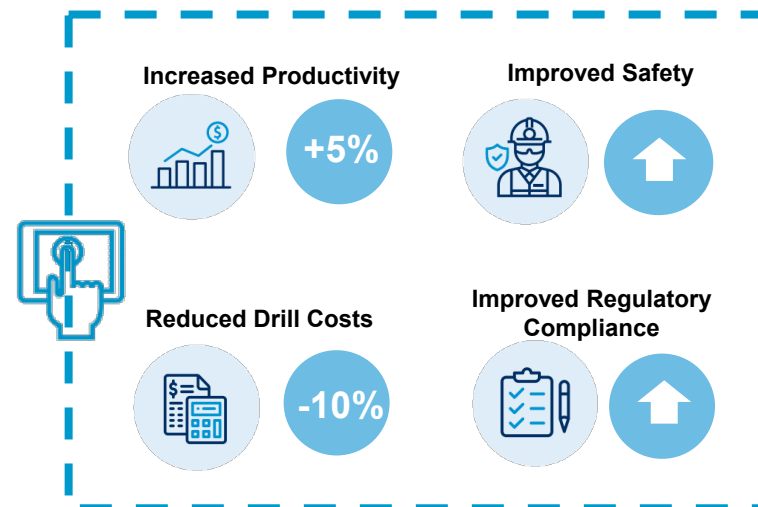 Increased Productivity
Improved Safety
$
+5%
Reduced Drill Costs
Improved Regulatory
Compliance
$=
-10%